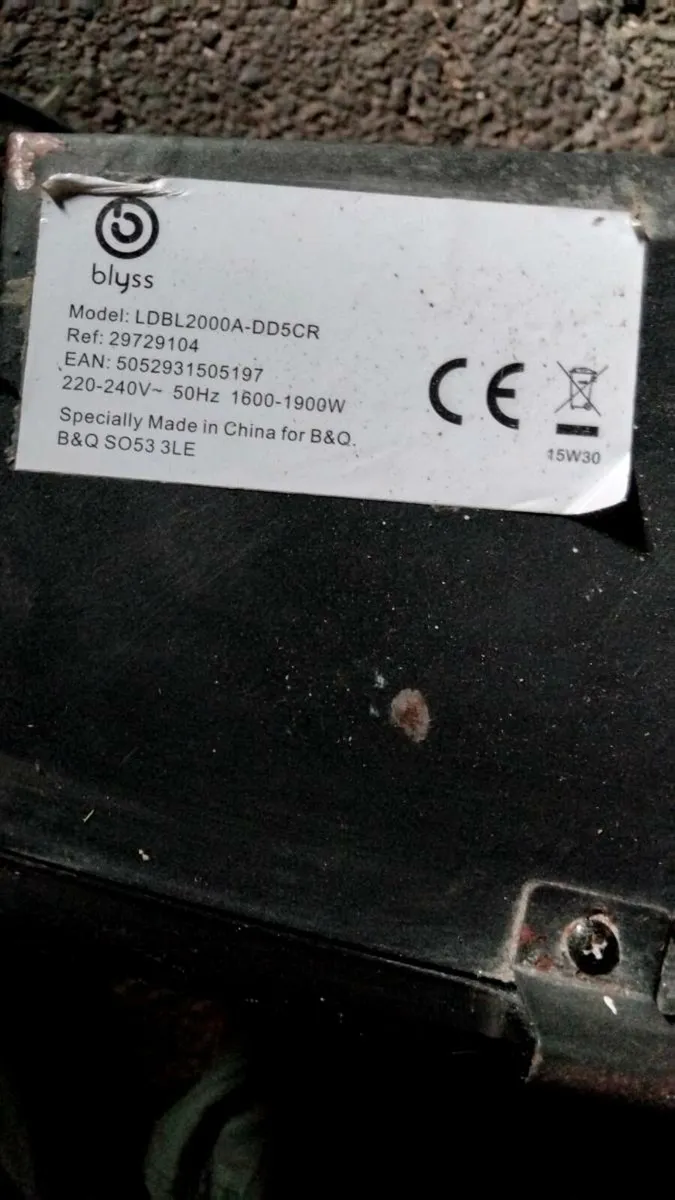 blyss
Model: LDBL2000A-DD5CR
Ref: 29729104
EAN: 5052931505197
220-240V~ 50Hz 1600-1900W
Specially Made in China for B&Q.
B&Q SO53 3LE
CE
15W30